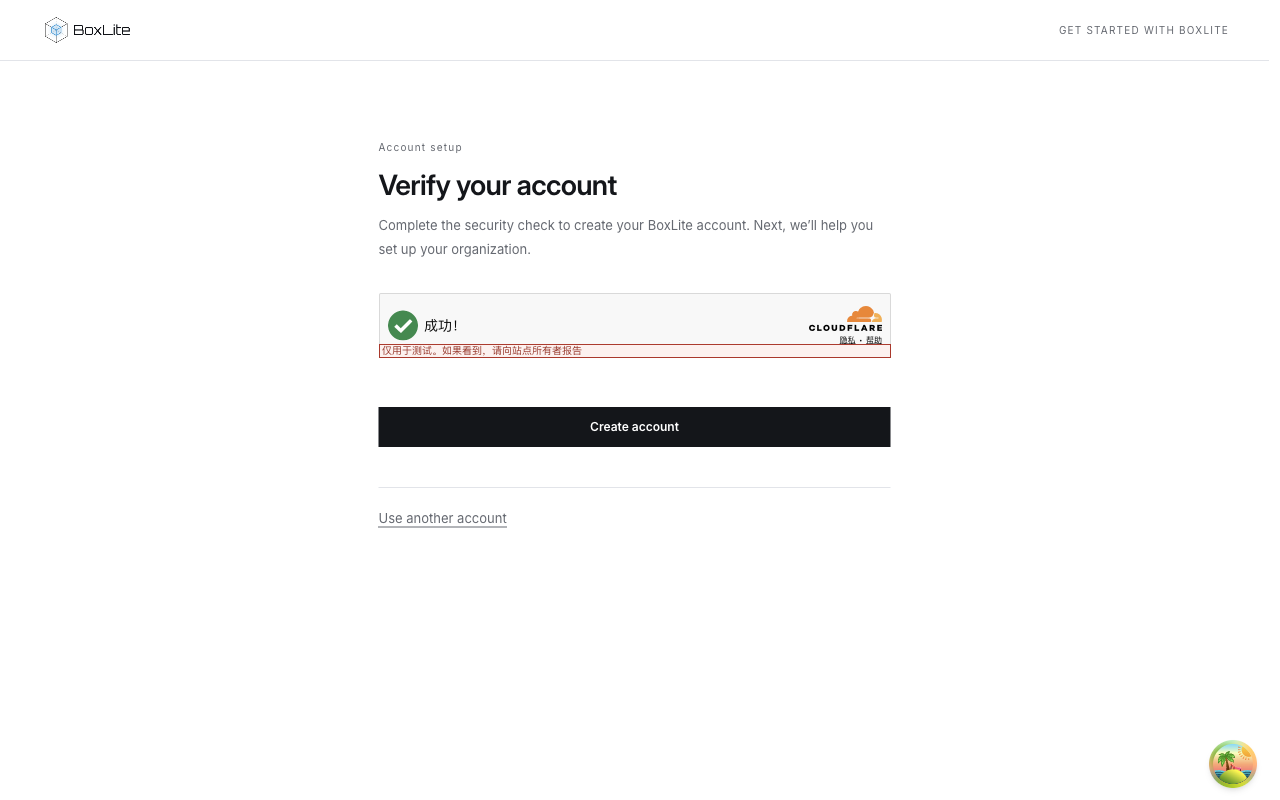 BoxLite
GET STARTED WITH BOXLITE
Account setup
Verify your account
Complete the security check to create your BoxLite account. Next, we’ll help you
set up your organization.
成功！
CLOUDFLARE
隐私 • 帮助
仅用于测试。如果看到，请向站点所有者报告
Create account
Use another account